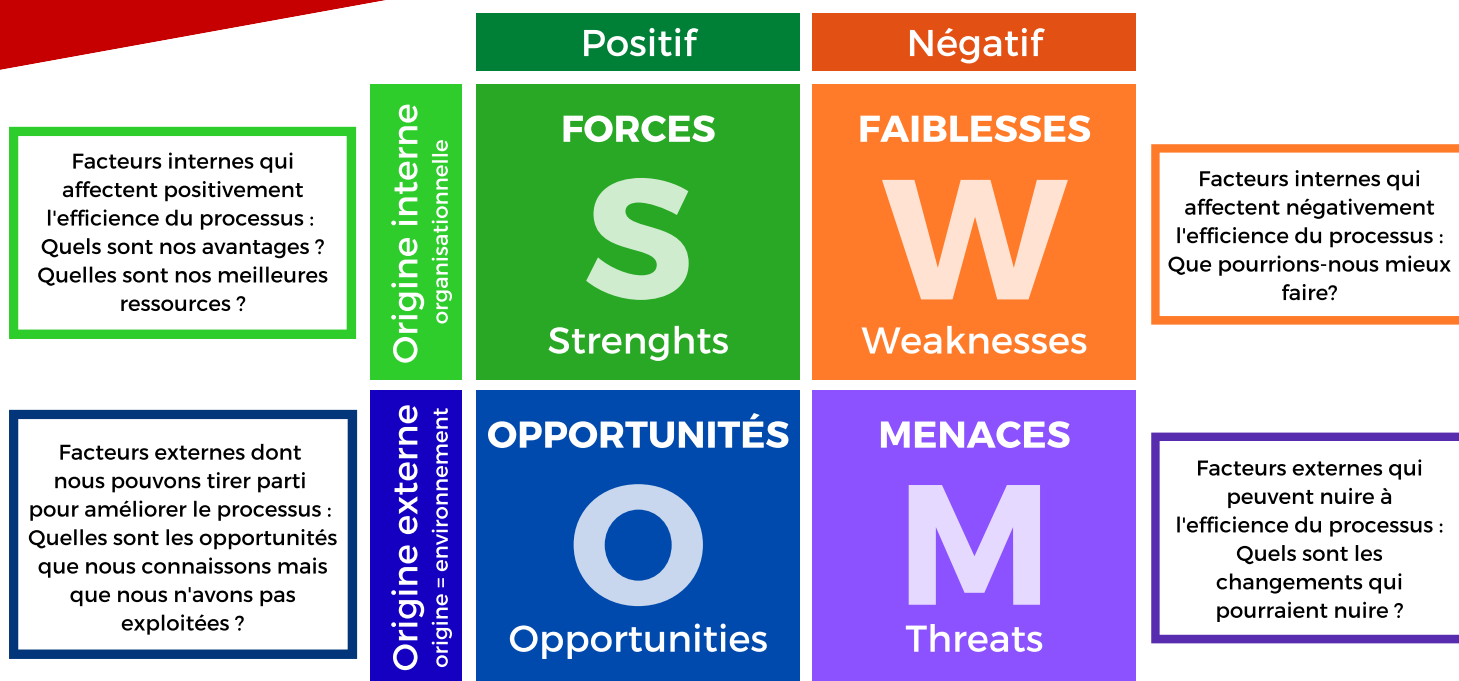 Positif
Négatif
Facteurs internes qui
affectent positivement
l'efficience du processus :
Quels sont nos avantages ?
Quelles sont nos meilleures
ressources ?
Origine interne
organisationnelle
FORCES
S
Strenghts
FAIBLESSES
W
Weaknesses
Facteurs internes qui
affectent négativement
l'efficience du processus :
Que pourrions-nous mieux
faire?
Facteurs externes dont
nous pouvons tirer parti
pour améliorer le processus :
Quelles sont les opportunités
que nous connaissons mais
que nous n'avons pas
exploitées ?
Origine externe
origine = environnement
OPPORTUNITÉS
O
Opportunities
MENACES
M
Threats
Facteurs externes qui
peuvent nuire à
l'efficience du processus :
Quels sont les
changements qui
pourraient nuire ?